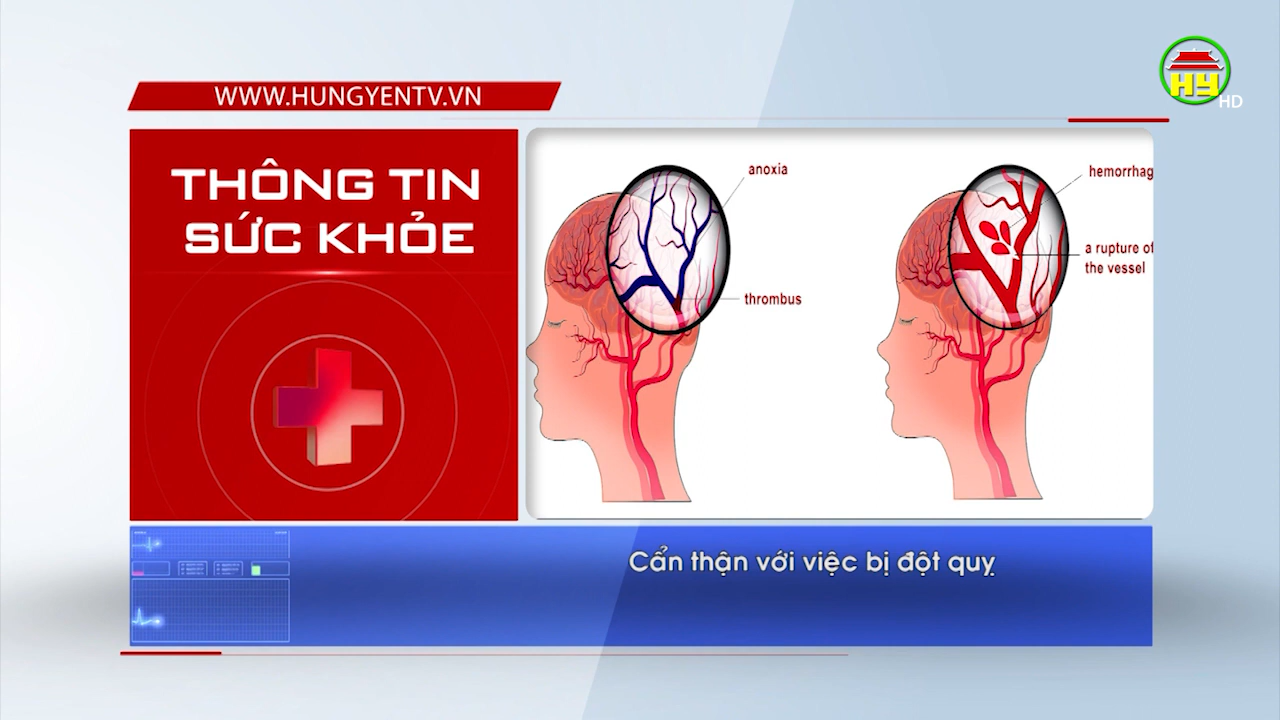 WWW.HUNGYENTV.VN
HY
HD
THÔNG TIN
SỨC KHỎE
anoxia
thrombus
hemorrhag
a rupture of
the vessel
Cẩn thận với việc bị đột quỵ